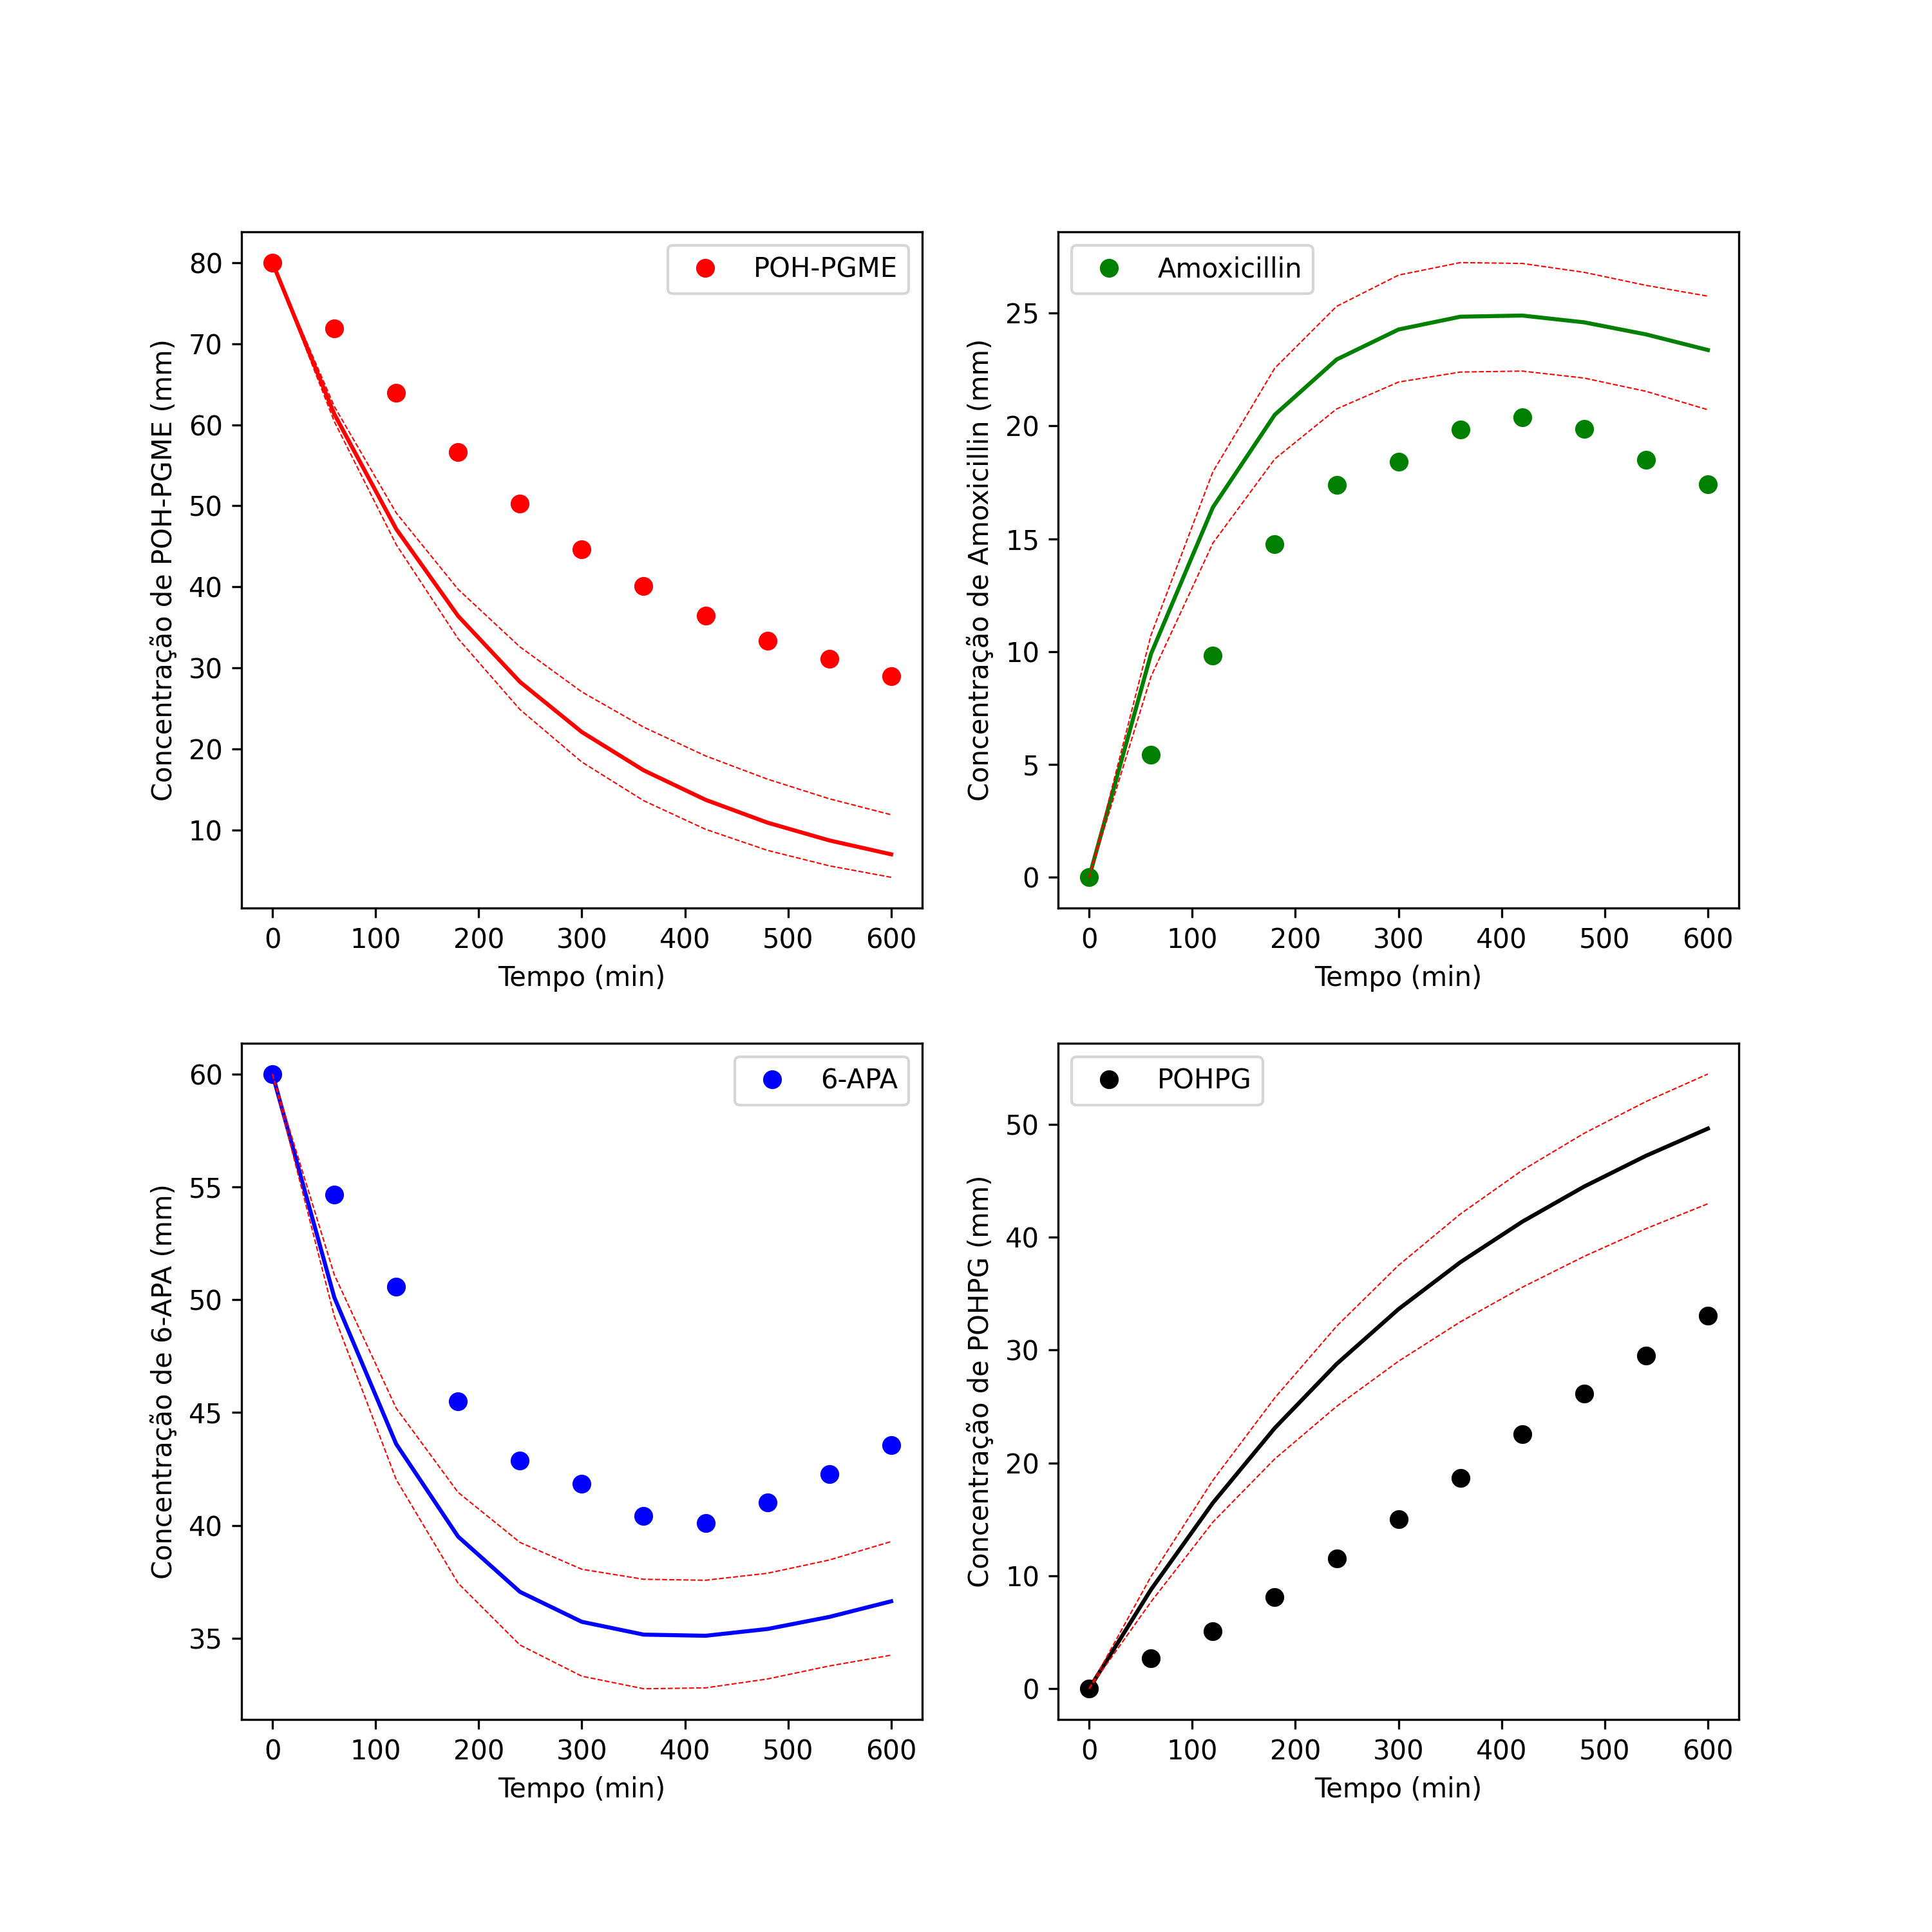 POH-PGME
Concentração de POH-PGME (mm)
80
70
60
50
40
30
20
10
0 100 200 300 400 500 600
Tempo (min)
Amoxicillin
Concentração de Amoxicillin (mm)
25
20
15
10
5
0
0 100 200 300 400 500 600
Tempo (min)
6-APA
Concentração de 6-APA (mm)
60
55
50
45
40
35
0 100 200 300 400 500 600
Tempo (min)
POHPG
Concentração de POHPG (mm)
50
40
30
20
10
0
0 100 200 300 400 500 600
Tempo (min)